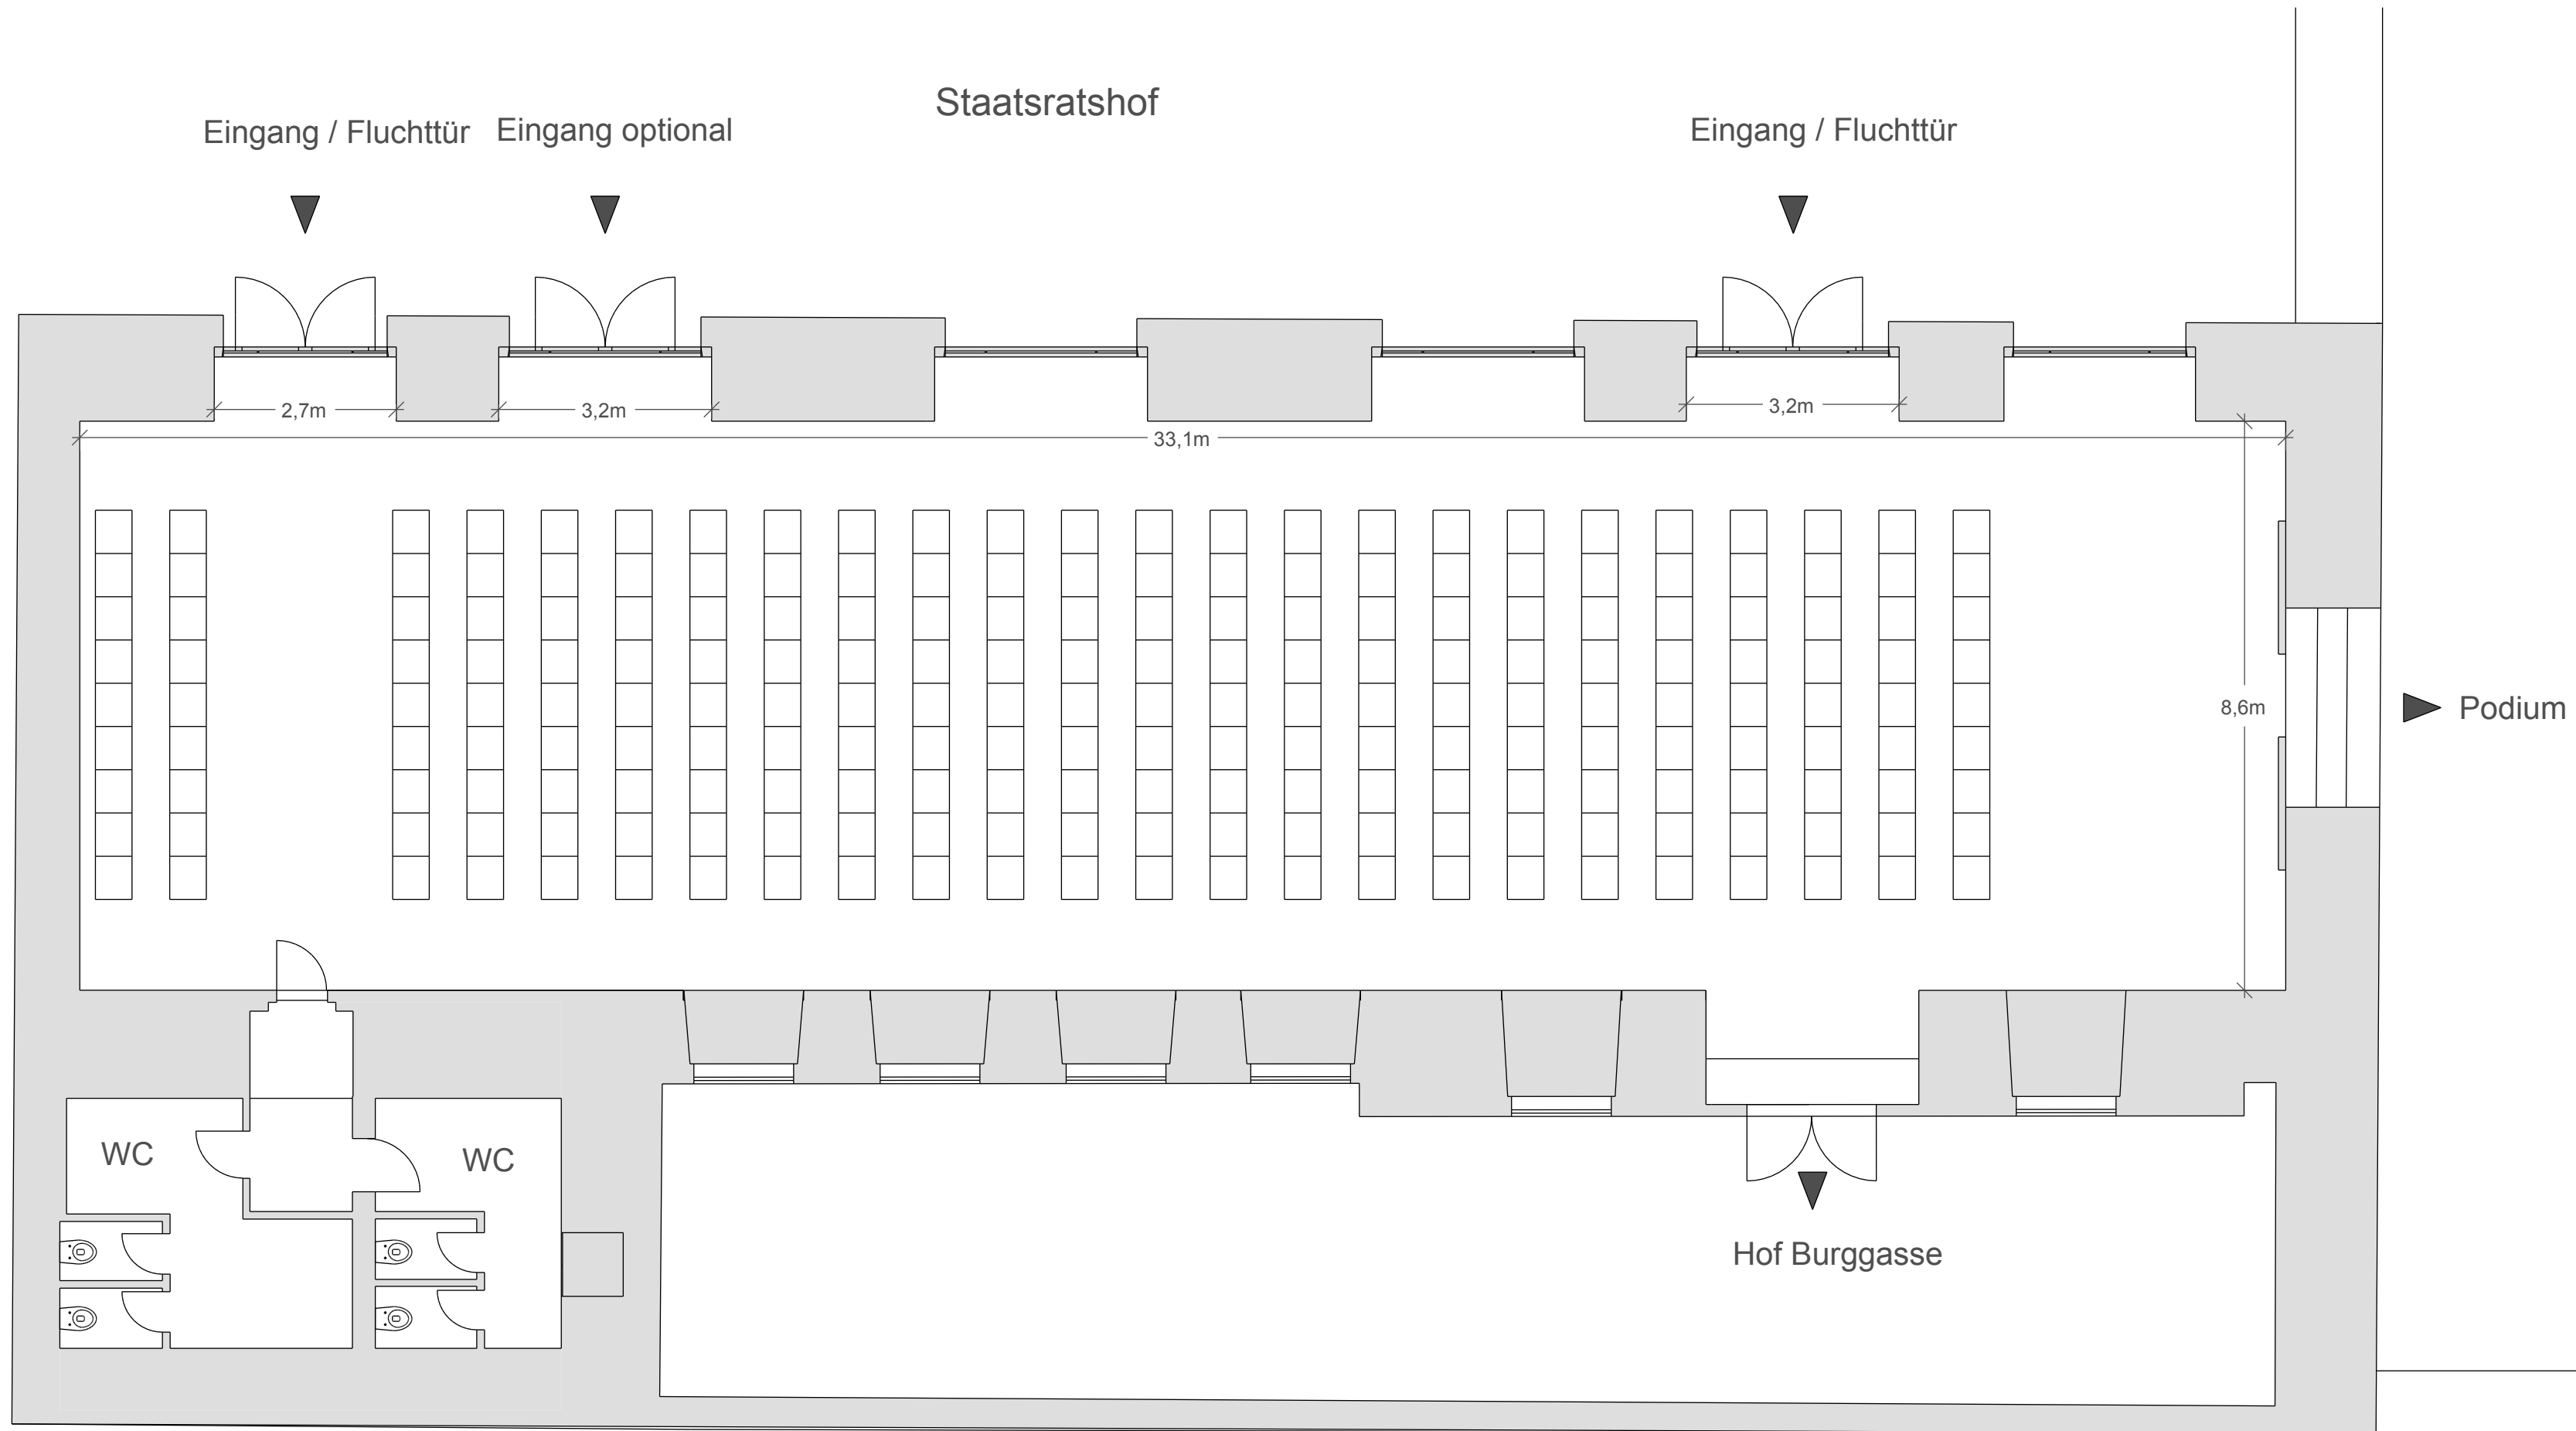 Staatsratshof
Eingang / Fluchttür
Eingang optional
Eingang / Fluchttür
2,7m
3,2m
3,2m
33,1m
8,6m
Podium
WC
WC
Hof Burggasse